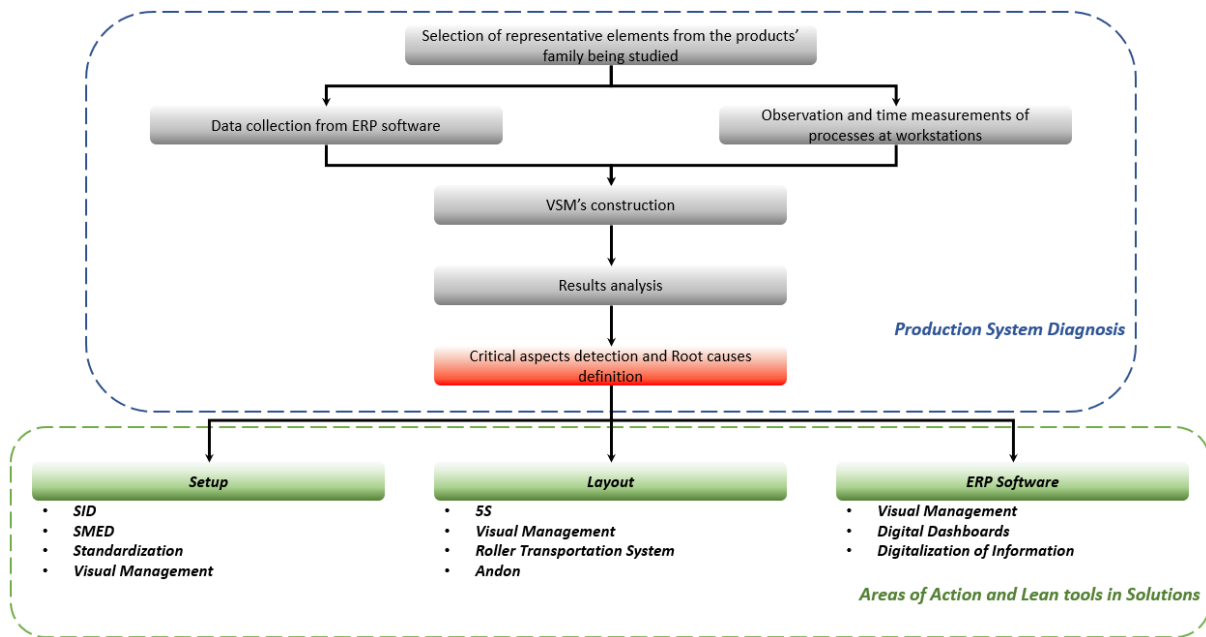 Selection of representative elements from the products’
family being studied
Data collection from ERP software
Observation and time measurements of
processes at workstations
VSM’s construction
Results analysis
Production System Diagnosis
Critical aspects detection and Root causes
definition
Setup
• SID
• SMED
• Standardization
• Visual Management
Layout
• 5S
• Visual Management
• Roller Transportation System
• Andon
ERP Software
• Visual Management
• Digital Dashboards
• Digitalization of Information
Areas of Action and Lean tools in Solutions